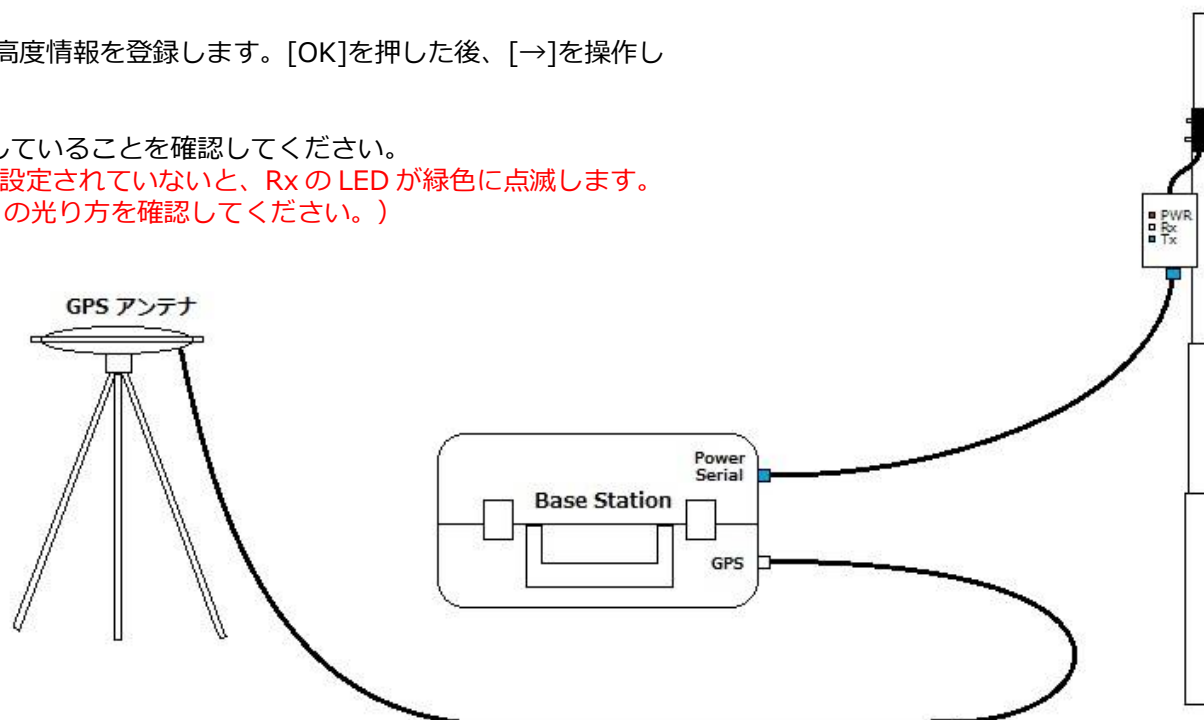 高度情報を登録します。[OK]を押した後、[→]を操作し
していることを確認してください。
設定されていないと、Rx の LED が緑色に点滅します。
の光り方を確認してください。）
PWR
Rx
Tx
GPS アンテナ
Power
Serial
Base Station
GPS